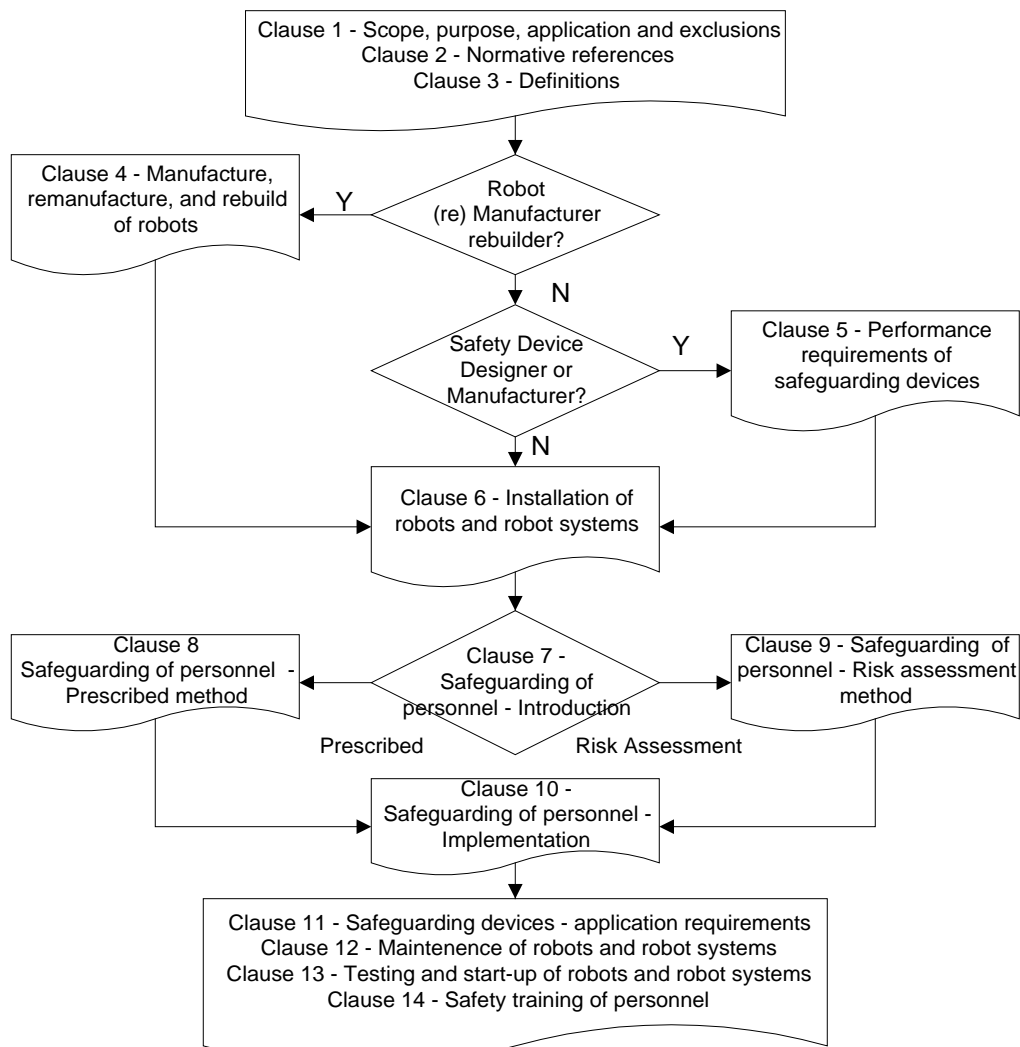 Clause 1 - Scope, purpose, application and exclusions
Clause 2 - Normative references
Clause 3 - Definitions
Clause 4 - Manufacture,
remanufacture, and rebuild
of robots
Y
Robot
(re) Manufacturer
rebuilder?
N
Safety Device
Designer or
Manufacturer?
Y
Clause 5 - Performance
requirements of
safeguarding devices
N
Clause 6 - Installation of
robots and robot systems
Clause 8
Safeguarding of personnel -
Prescribed method
Clause 7 -
Safeguarding of
personnel - Introduction
Clause 9 - Safeguarding of
personnel - Risk assessment
method
Prescribed
Risk Assessment
Clause 10 -
Safeguarding of personnel -
Implementation
Clause 11 - Safeguarding devices - application requirements
Clause 12 - Maintenence of robots and robot systems
Clause 13 - Testing and start-up of robots and robot systems
Clause 14 - Safety training of personnel